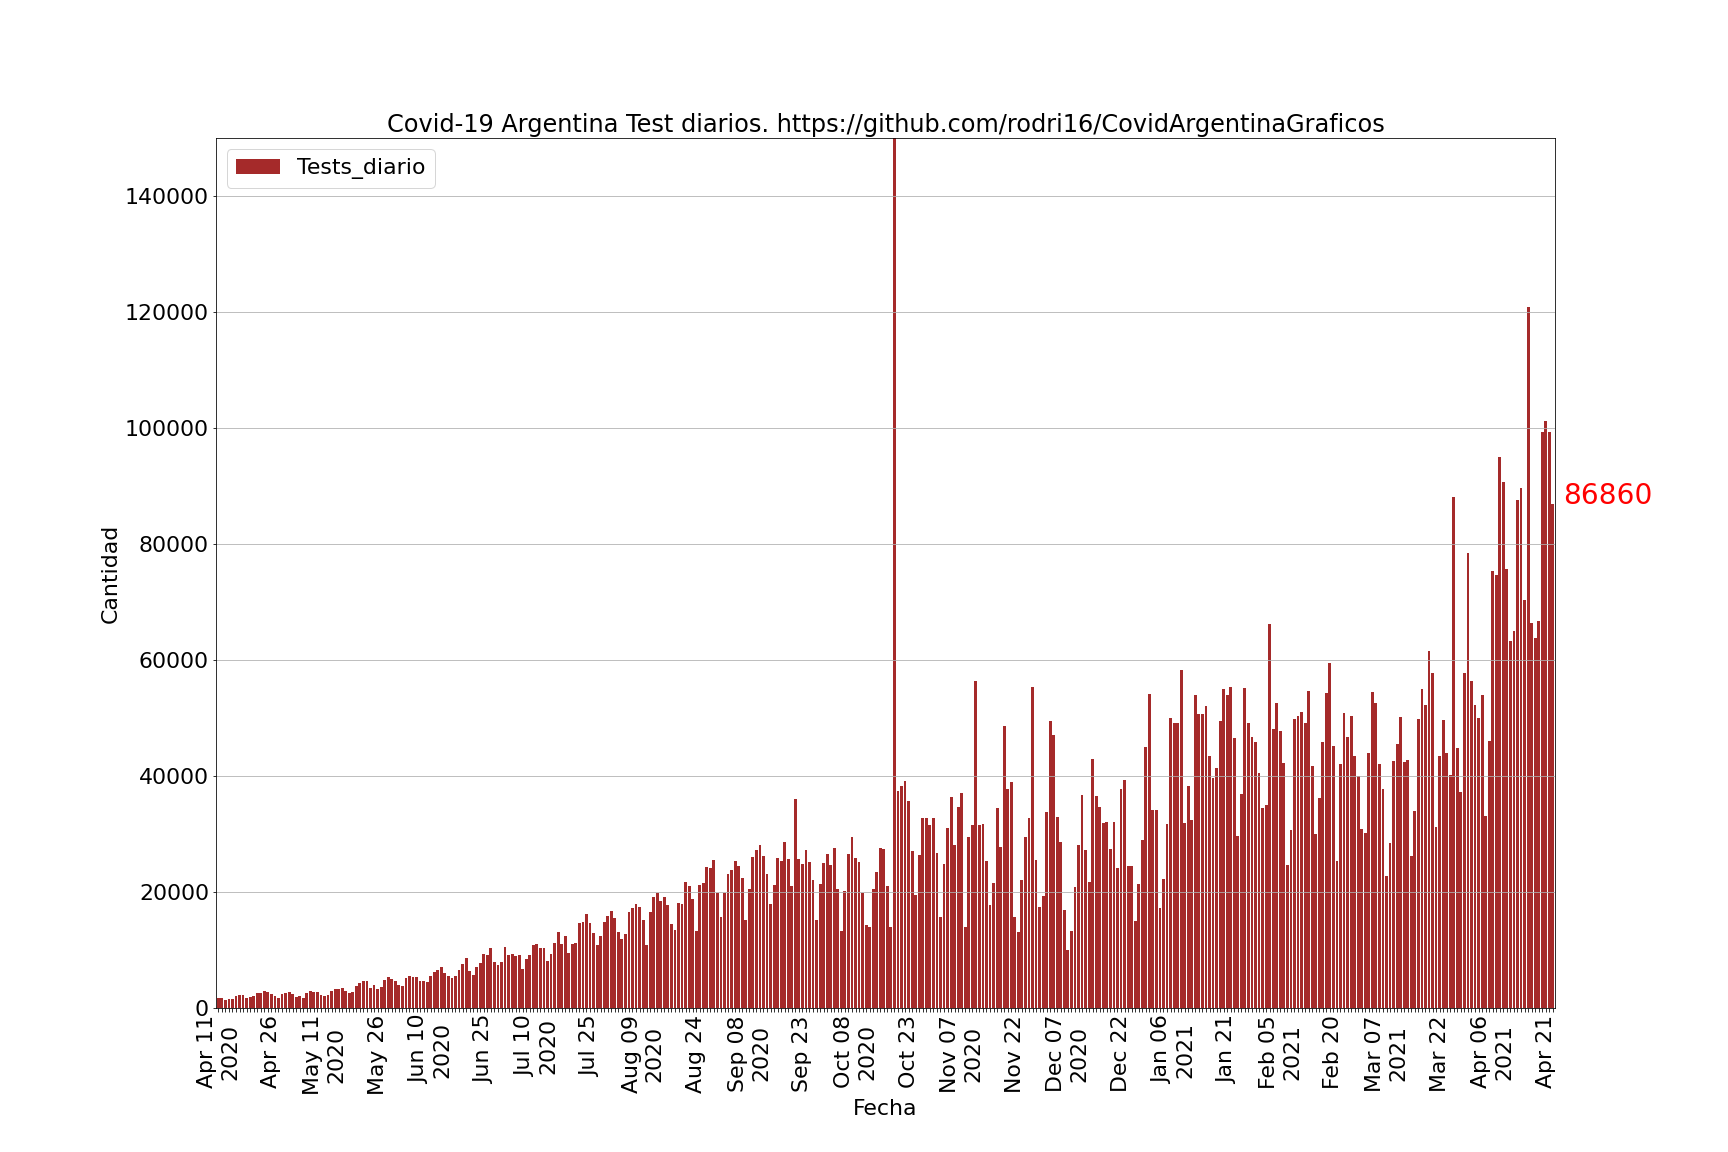 Covid-19 Argentina Test diarios. https://github.com/rodri16/CovidArgentinaGraficos
Tests_diario
140000
120000
100000
80000
60000
40000
20000
0
Cantidad
86860
Apr 11
2020
Apr 26
May 11
2020
May 26
Jun 10
2020
Jun 25
Jul 10
2020
Jul 25
Aug 09
2020
Aug 24
Sep 08
2020
Sep 23
Oct 08
2020
Oct 23
Nov 07
2020
Nov 22
Dec 07
2020
Dec 22
Jan 06
2021
Jan 21
Feb 05
2021
Feb 20
Mar 07
2021
Mar 22
Apr 06
2021
Apr 21
Fecha